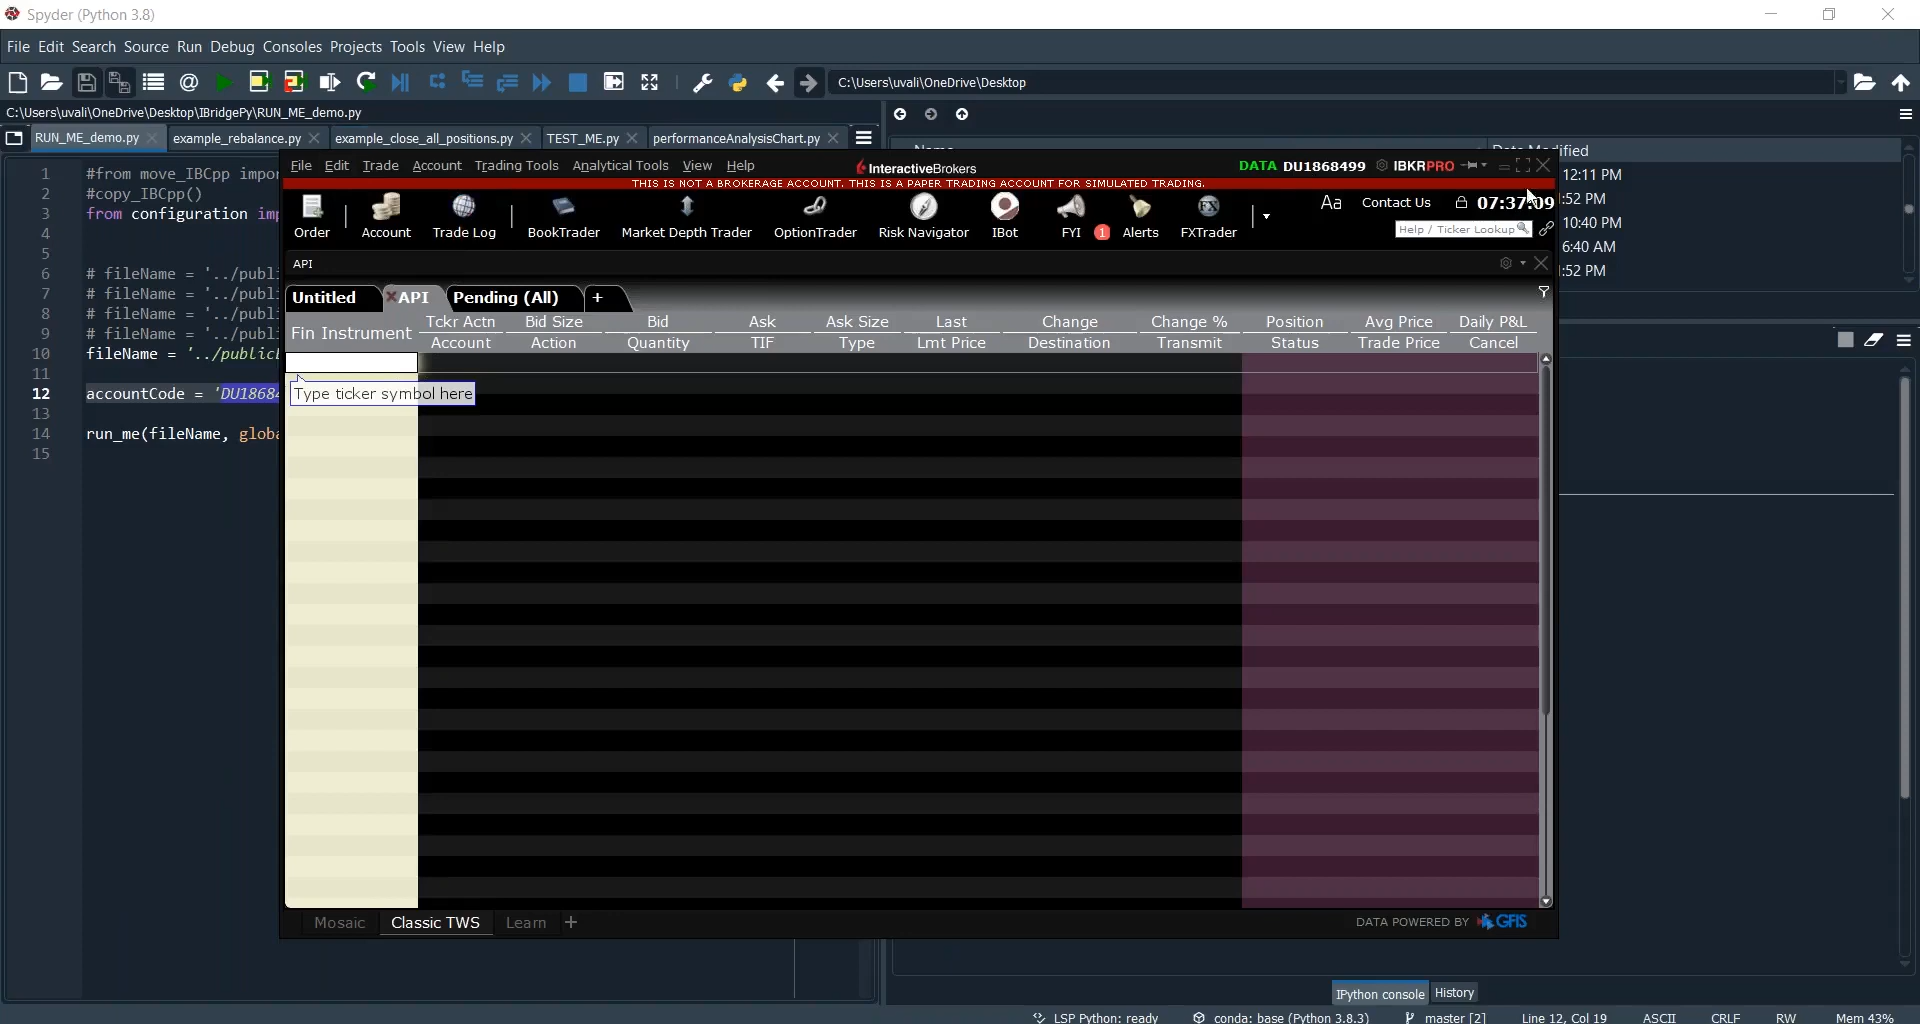 Spyder (Python 3.8)
File Edit Search Source Run Debug Consoles Projects Tools View Help
C:\Users\uvali\OneDrive\Desktop
C:\Users\uvali\OneDrive\Desktop\IBridgePy\RUN_ME_demo.py
RUN_ME_demo.py example_rebalance.py example_close_all_positions.py TEST_ME.py performanceAnalysisChart.py
1 #from move_IBCpp impor
2 #copy_IBCpp()
3 from configuration imp
4
5
6 # fileName = '../publi
7 # fileName = '../publi
8 # fileName = '../publi
9 # fileName = '../publi
10 fileName = '../public
11
12 accountCode = 'DU1868
13
14 run_me(fileName, globa
15
File Edit Trade Account Trading Tools Analytical Tools View Help
InteractiveBrokers
DATA DU1868499 IBKRPRO
THIS IS NOT A BROKERAGE ACCOUNT. THIS IS A PAPER TRADING ACCOUNT FOR SIMULATED TRADING.
Order Account Trade Log BookTrader Market Depth Trader OptionTrader Risk Navigator IBot FYI 1 Alerts FXTrader
Aa Contact Us 07:37:09
Help / Ticker Lookup
API
Untitled API Pending (All) +
Fin Instrument
Tckr Actn Bid Size Bid Ask Ask Size Last Change Change % Position Avg Price Daily P&L
Account Action Quantity TIF Type Lmt Price Destination Transmit Status Trade Price Cancel
Type ticker symbol here
Mosaic Classic TWS Learn +
DATA POWERED BY GFIS
12:11 PM
:52 PM
10:40 PM
6:40 AM
:52 PM
IPython console History
LSP Python: ready conda: base (Python 3.8.3) master [2] Line 12, Col 19 ASCII CRLF RW Mem 43%